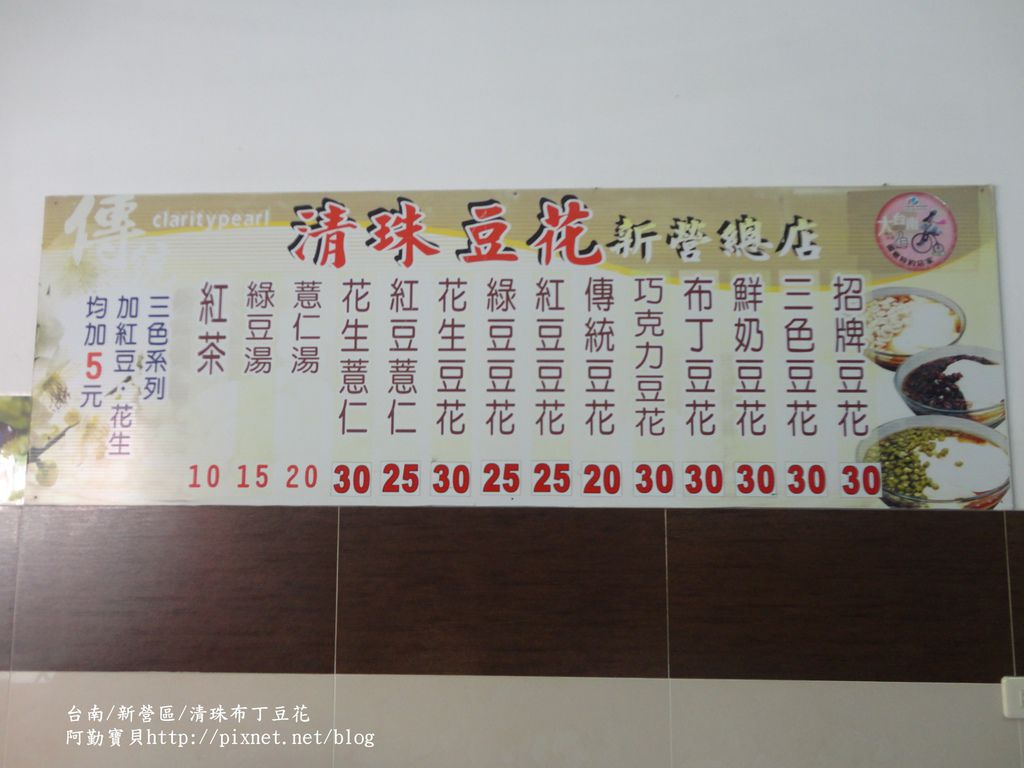 傳統
claritypearl
清珠豆花 新營總店
招牌豆花 30
三色豆花 30
鮮奶豆花 30
布丁豆花 30
巧克力豆花 30
傳統豆花 20
紅豆豆花 25
綠豆豆花 25
花生豆花 30
紅豆薏仁 25
花生薏仁 30
薏仁湯 20
綠豆湯 15
紅茶 10
三色系列
加紅豆.花生
均加5元
台南/新營區/清珠布丁豆花
阿勤寶貝http://pixnet.net/blog